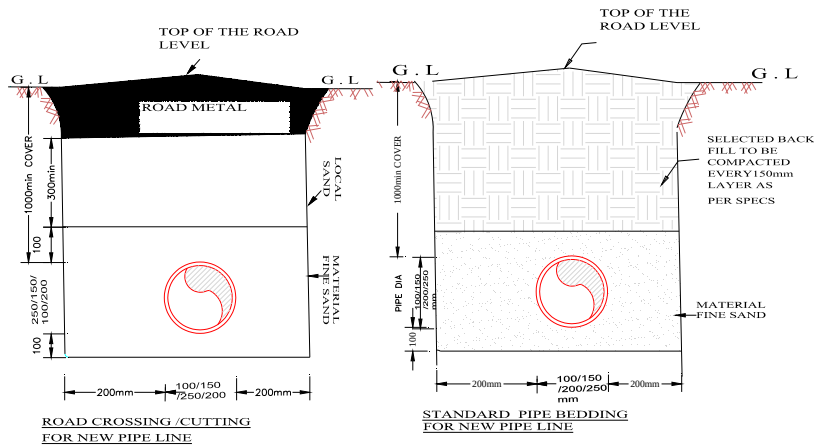 TOP OF THE ROAD
LEVEL
G . L
G . L
ROAD METAL
1000min COVER
300min
LOCAL
SAND
100
250/150/
100/200
100
MATERIAL
FINE SAND
200mm
100/150
/250/200
200mm
ROAD CROSSING /CUTTING
FOR NEW PIPE LINE
TOP OF THE ROAD
LEVEL
G . L
G . L
1000min COVER
SELECTED BACK
FILL TO BE
COMPACTED
EVERY150mm
LAYER AS
PER SPECS
PIPE DIA
100/150
/200/250
mm
100
MATERIAL
FINE SAND
200mm
100/150
/200/250
mm
200mm
STANDARD PIPE BEDDING
FOR NEW PIPE LINE